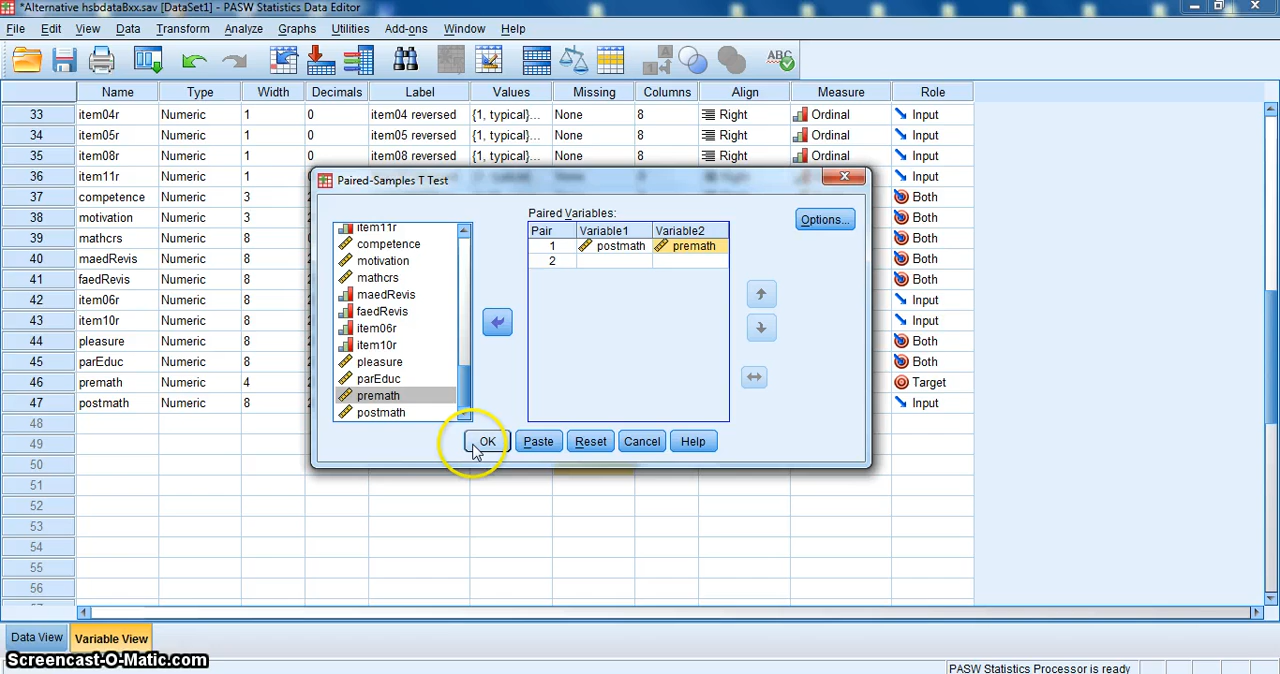 *Alternative hsbdataBxx.sav [DataSet1] - PASW Statistics Data Editor
File Edit View Data Transform Analyze Graphs Utilities Add-ons Window Help
Name Type Width Decimals Label Values Missing Columns Align Measure Role
33 item04r Numeric 1 0 item04 reversed {1, typical}... None 8 Right Ordinal Input
34 item05r Numeric 1 0 item05 reversed {1, typical}... None 8 Right Ordinal Input
35 item08r Numeric 1 0 item08 reversed {1, typical}... None 8 Right Ordinal Input
36 item11r Numeric 1 Input
37 competence Numeric 3 Both
38 motivation Numeric 3 Both
39 mathcrs Numeric 8 Both
40 maedRevis Numeric 8 Both
41 faedRevis Numeric 8 Both
42 item06r Numeric 8 Input
43 item10r Numeric 8 Input
44 pleasure Numeric 8 Both
45 parEduc Numeric 8 Both
46 premath Numeric 4 Target
47 postmath Numeric 8 Input
48
49
50
51
52
53
54
55
56
Paired-Samples T Test
item11r
competence
motivation
mathcrs
maedRevis
faedRevis
item06r
item10r
pleasure
parEduc
premath
postmath
Paired Variables:
Pair Variable1 Variable2
1 postmath premath
2
Options...
OK Paste Reset Cancel Help
Data View Variable View
Screencast-O-Matic.com
PASW Statistics Processor is ready